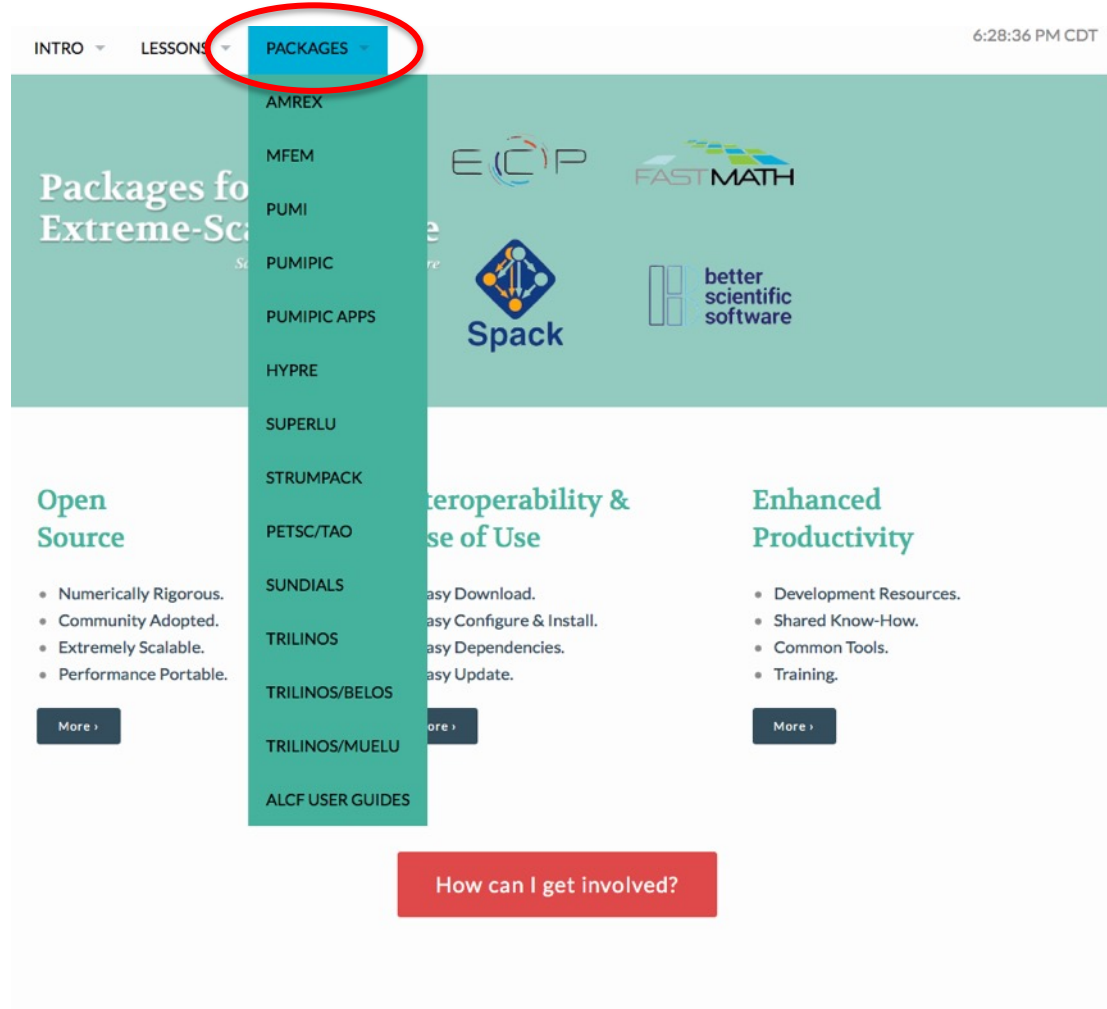 INTRO LESSONS PACKAGES 6:28:36 PM CDT
AMREX
MFEM
PUMI
PUMIPIC
PUMIPIC APPS
HYPRE
SUPERLU
STRUMPACK
PETSC/TAO
SUNDIALS
TRILINOS
TRILINOS/BELOS
TRILINOS/MUELU
ALCF USER GUIDES
Packages fo
Extreme-Sca e
ECP
FASTMATH
Spack
better
scientific
software
Open
Source
Numerically Rigorous.
Community Adopted.
Extremely Scalable.
Performance Portable.
More ›
teroperability &
se of Use
asy Download.
asy Configure & Install.
asy Dependencies.
asy Update.
ore ›
Enhanced
Productivity
Development Resources.
Shared Know-How.
Common Tools.
Training.
More ›
How can I get involved?